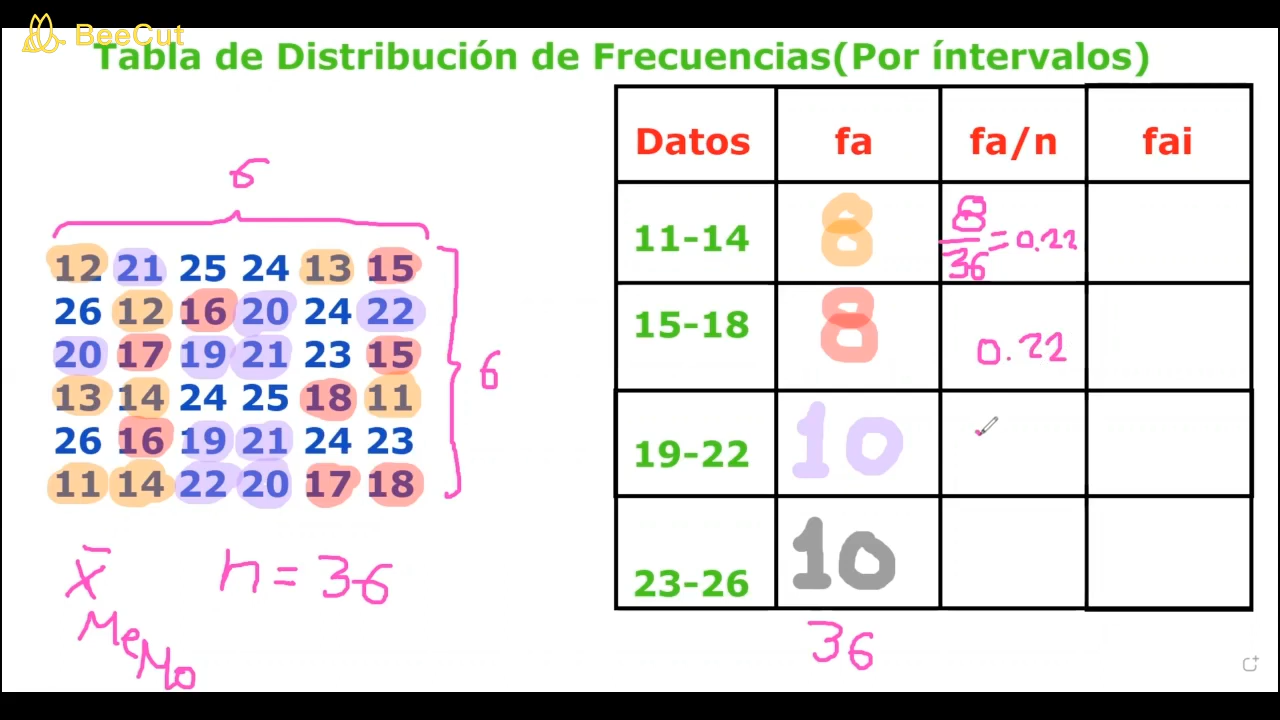 BeeCut
Tabla de Distribución de Frecuencias(Por íntervalos)
6
12 21 25 24 13 15
26 12 16 20 24 22
20 17 19 21 23 15
13 14 24 25 18 11
26 16 19 21 24 23
11 14 22 20 17 18
6
x̄ n = 36
Me
Mo
Datos fa fa/n fai
11-14 8 8/36 = 0.22
15-18 8 0.22
19-22 10
23-26 10
36